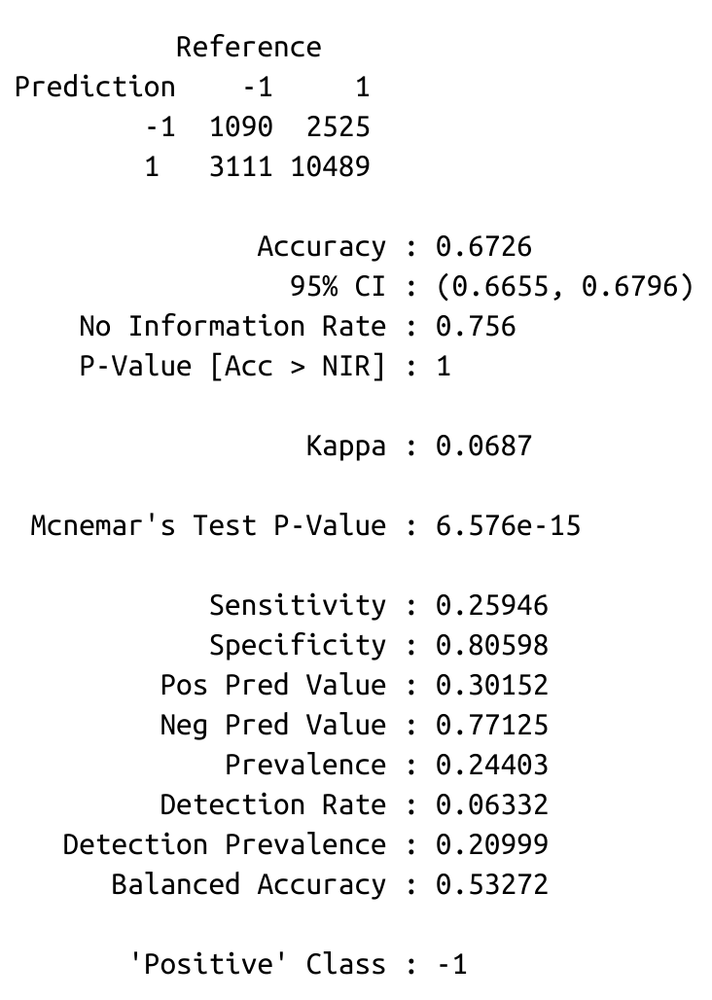 Reference
Prediction -1 1
-1 1090 2525
1 3111 10489
Accuracy : 0.6726
95% CI : (0.6655, 0.6796)
No Information Rate : 0.756
P-Value [Acc > NIR] : 1
Kappa : 0.0687
Mcnemar's Test P-Value : 6.576e-15
Sensitivity : 0.25946
Specificity : 0.80598
Pos Pred Value : 0.30152
Neg Pred Value : 0.77125
Prevalence : 0.24403
Detection Rate : 0.06332
Detection Prevalence : 0.20999
Balanced Accuracy : 0.53272
'Positive' Class : -1